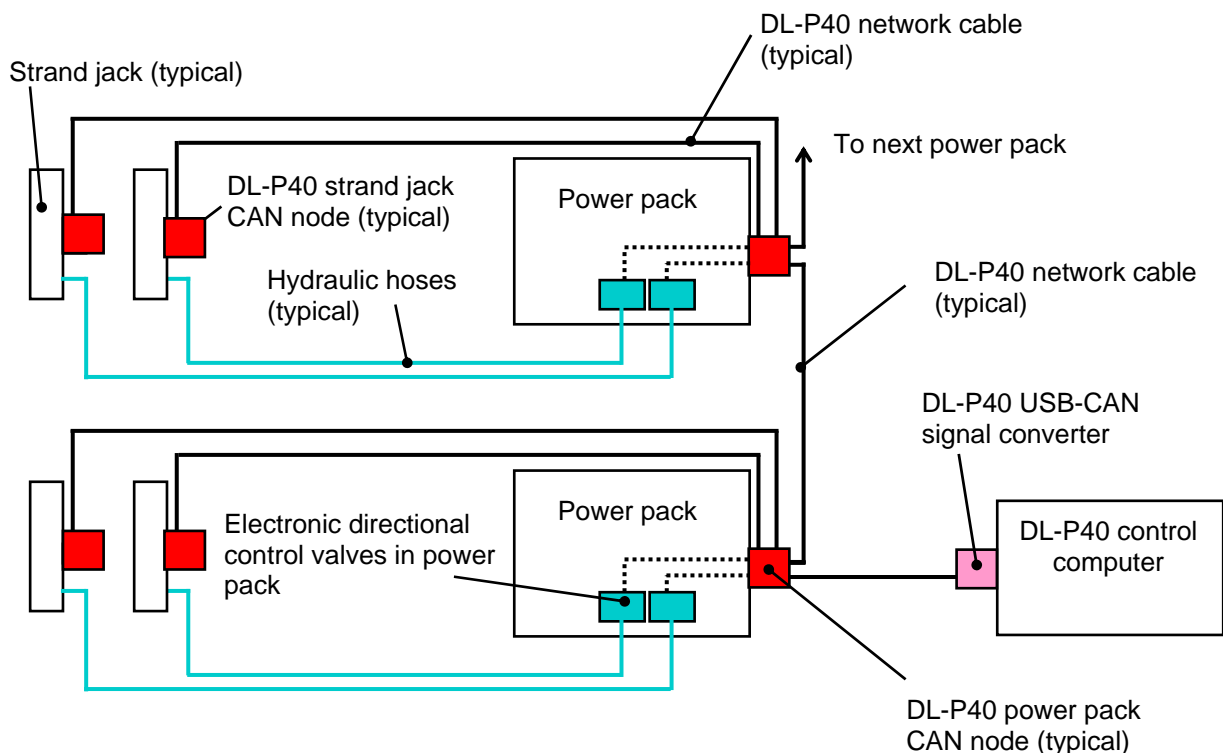 DL-P40 network cable
(typical)
Strand jack (typical)
To next power pack
DL-P40 strand jack
CAN node (typical)
Power pack
Hydraulic hoses
(typical)
DL-P40 network cable
(typical)
DL-P40 USB-CAN
signal converter
Electronic directional
control valves in power
pack
Power pack
DL-P40 control
computer
DL-P40 power pack
CAN node (typical)